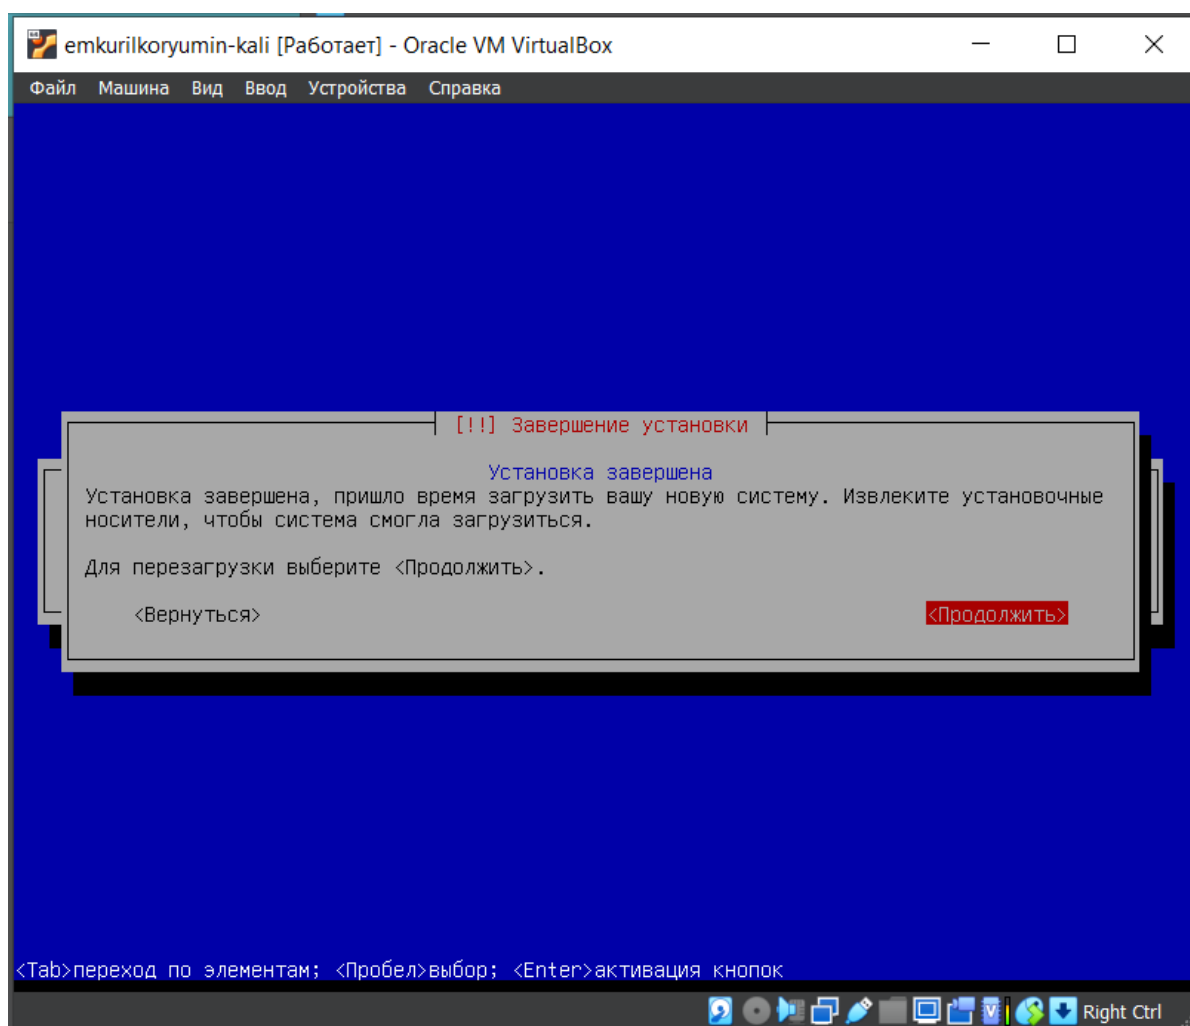 emkurilkoryumin-kali [Работает] - Oracle VM VirtualBox
Файл Машина Вид Ввод Устройства Справка
[!!] Завершение установки
Установка завершена
Установка завершена, пришло время загрузить вашу новую систему. Извлеките установочные
носители, чтобы система смогла загрузиться.
Для перезагрузки выберите <Продолжить>.
<Вернуться> <Продолжить>
<Tab>переход по элементам; <Пробел>выбор; <Enter>активация кнопок
Right Ctrl